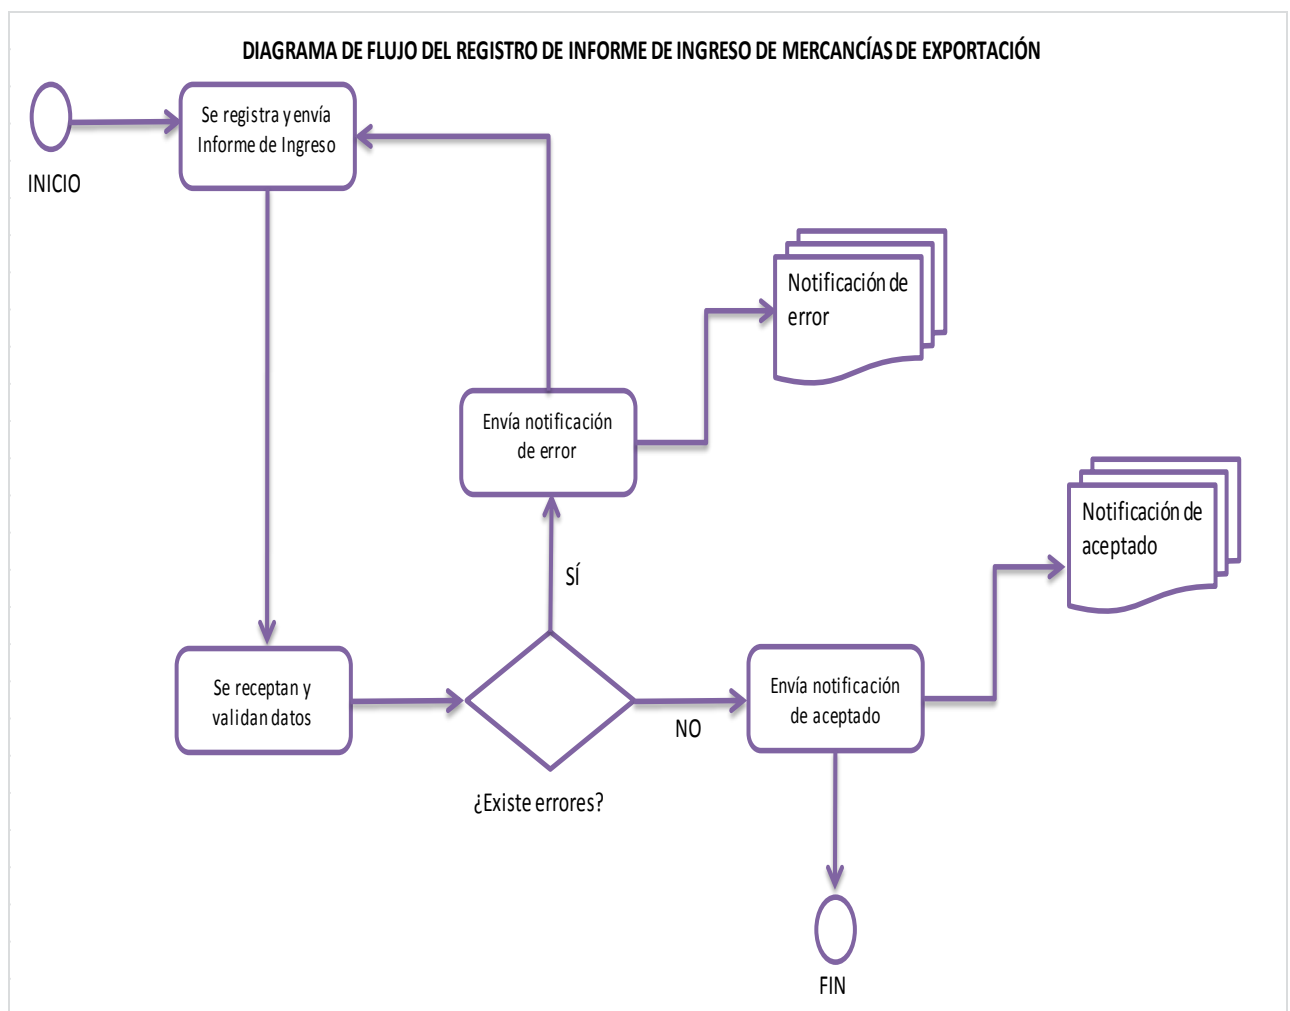 DIAGRAMA DE FLUJO DEL REGISTRO DE INFORME DE INGRESO DE MERCANCÍAS DE EXPORTACIÓN
Se registra y envía
Informe de Ingreso
INICIO
Notificación de
error
Envía notificación
de error
Notificación de
aceptado
SÍ
Se receptan y
validan datos
Envía notificación
de aceptado
NO
¿Existe errores?
FIN